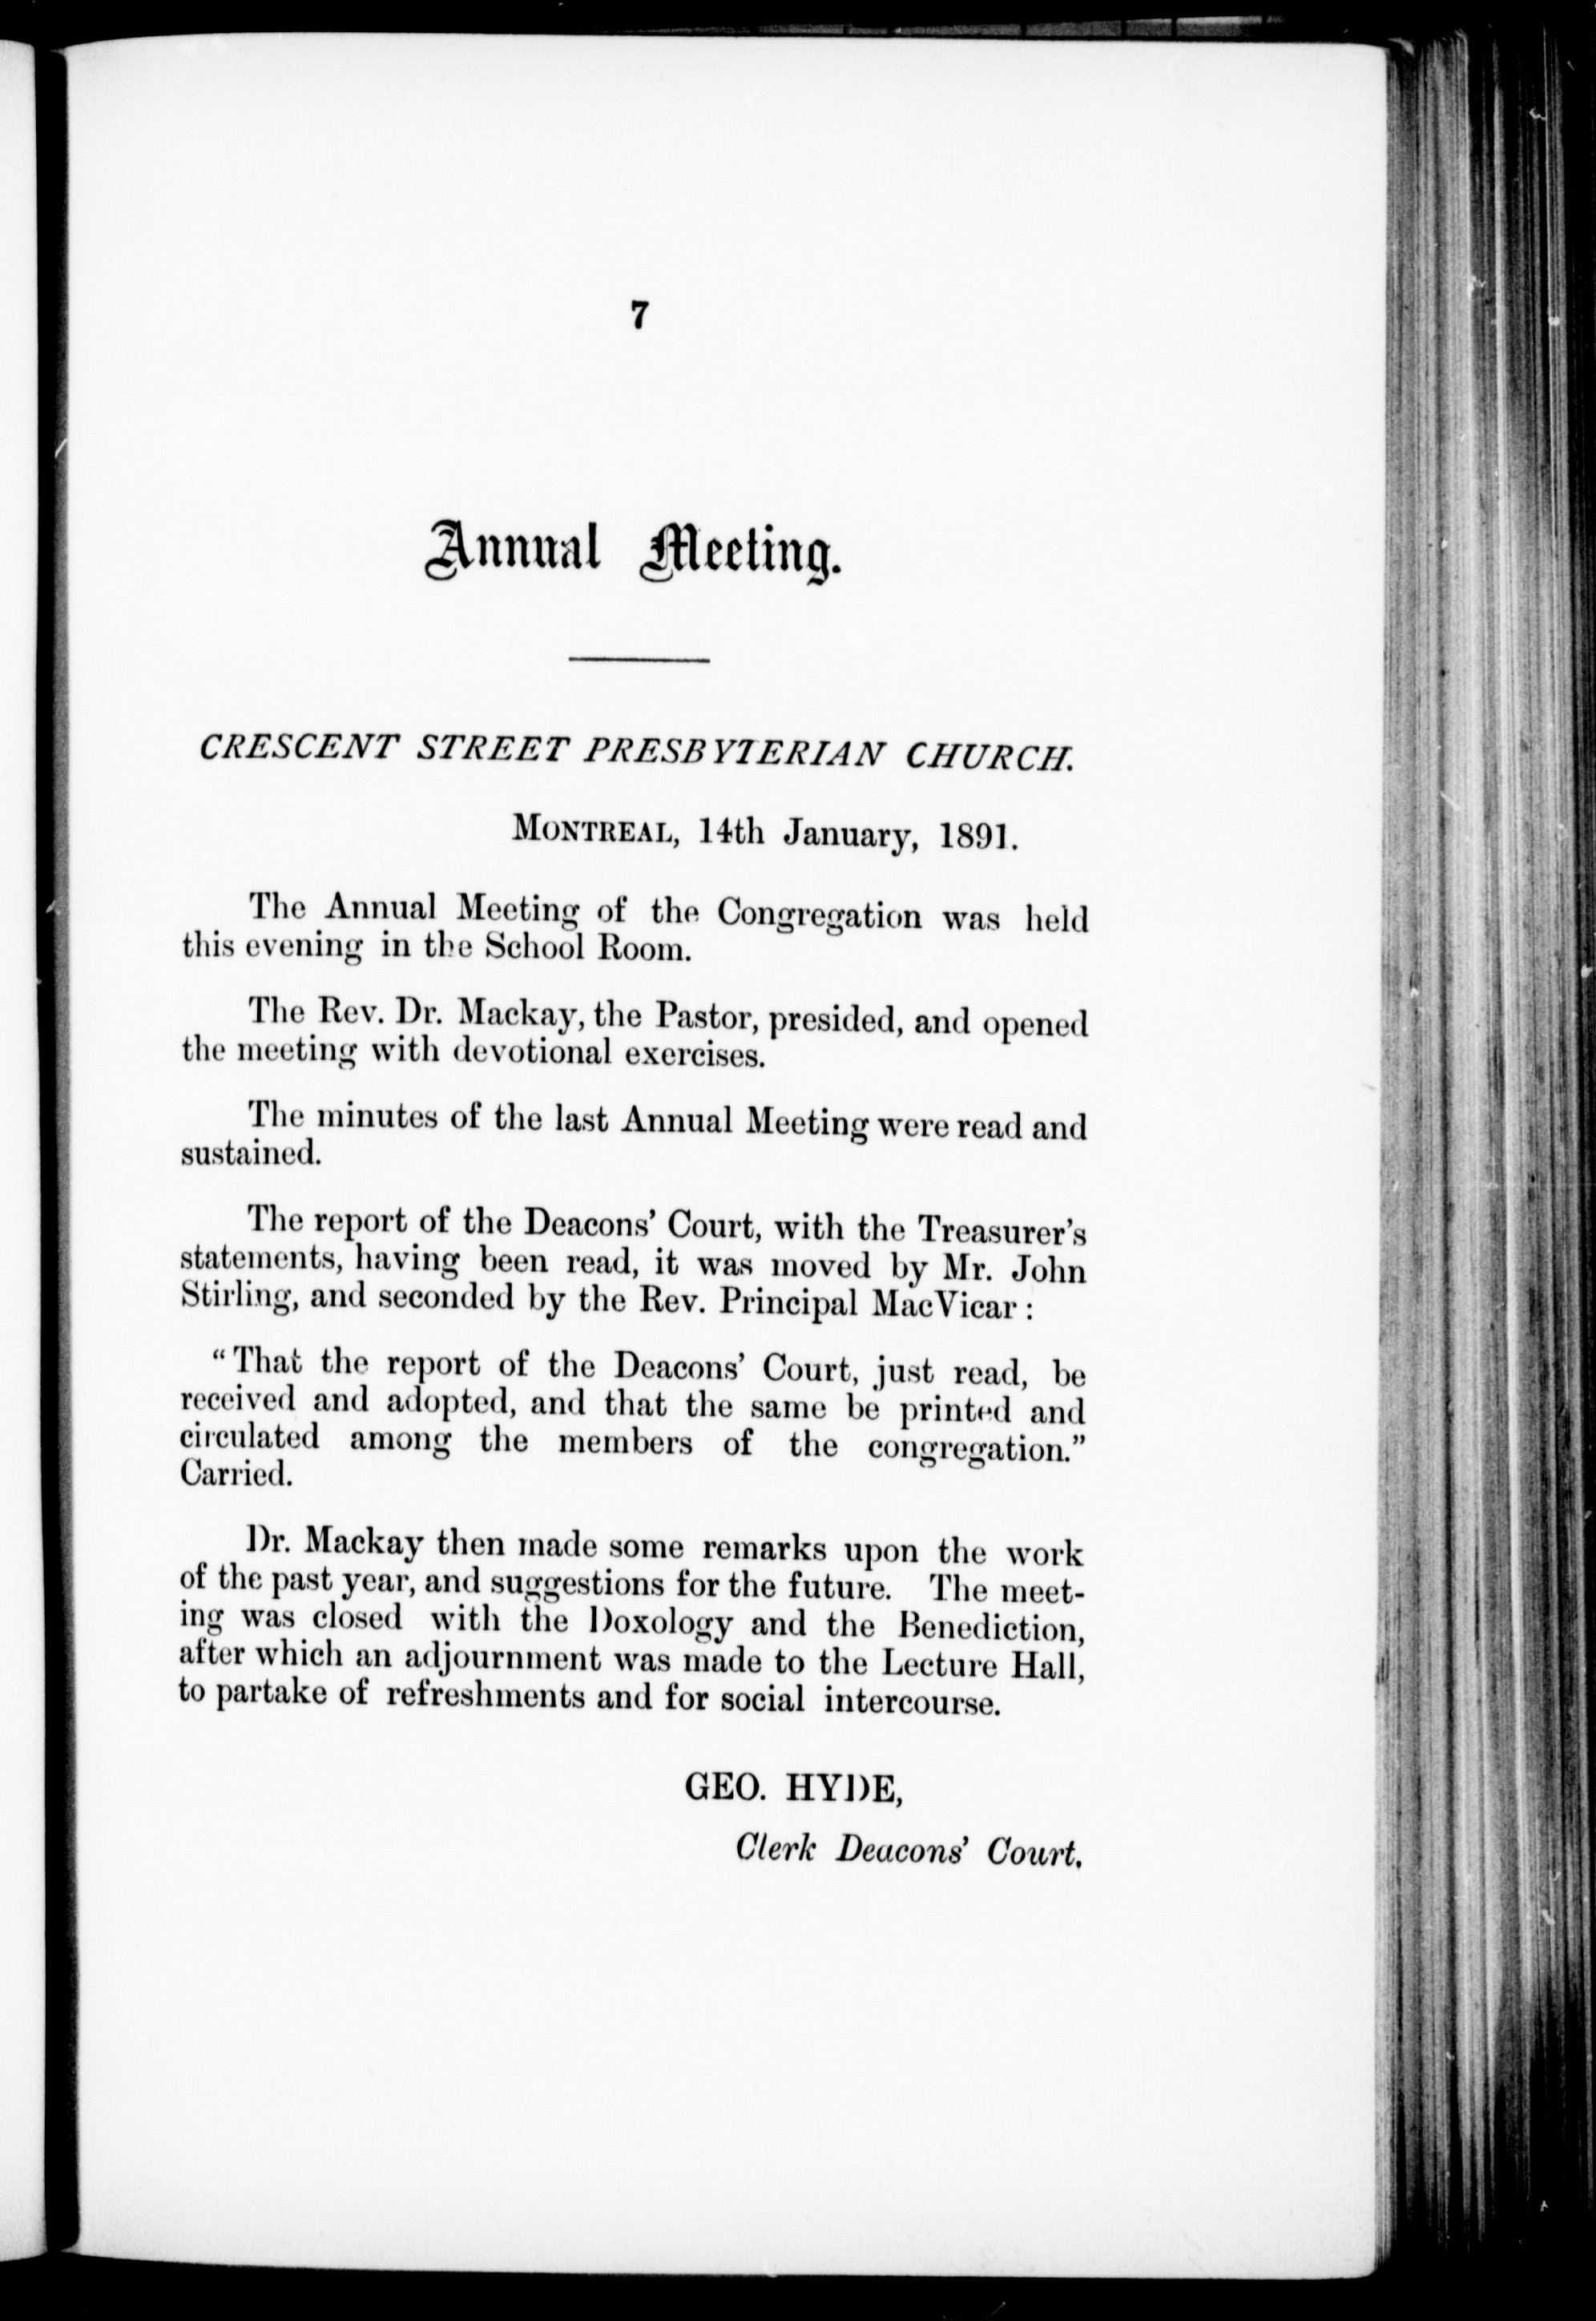 7
Annual Meeting.
CRESCENT STREET PRESBYTERIAN CHURCH.
MONTREAL, 14th January, 1891.
The Annual Meeting of the Congregation was held
this evening in the School Room.
The Rev. Dr. Mackay, the Pastor, presided, and opened
the meeting with devotional exercises.
The minutes of the last Annual Meeting were read and
sustained.
The report of the Deacons’ Court, with the Treasurer’s
statements, having been read, it was moved by Mr. John
Stirling, and seconded by the Rev. Principal MacVicar :
“That the report of the Deacons’ Court, just read, be
received and adopted, and that the same be printed and
circulated among the members of the congregation.”
Carried.
Dr. Mackay then made some remarks upon the work
of the past year, and suggestions for the future. The meet-
ing was closed with the Doxology and the Benediction,
after which an adjournment was made to the Lecture Hall,
to partake of refreshments and for social intercourse.
GEO. HYDE,
Clerk Deacons’ Court.